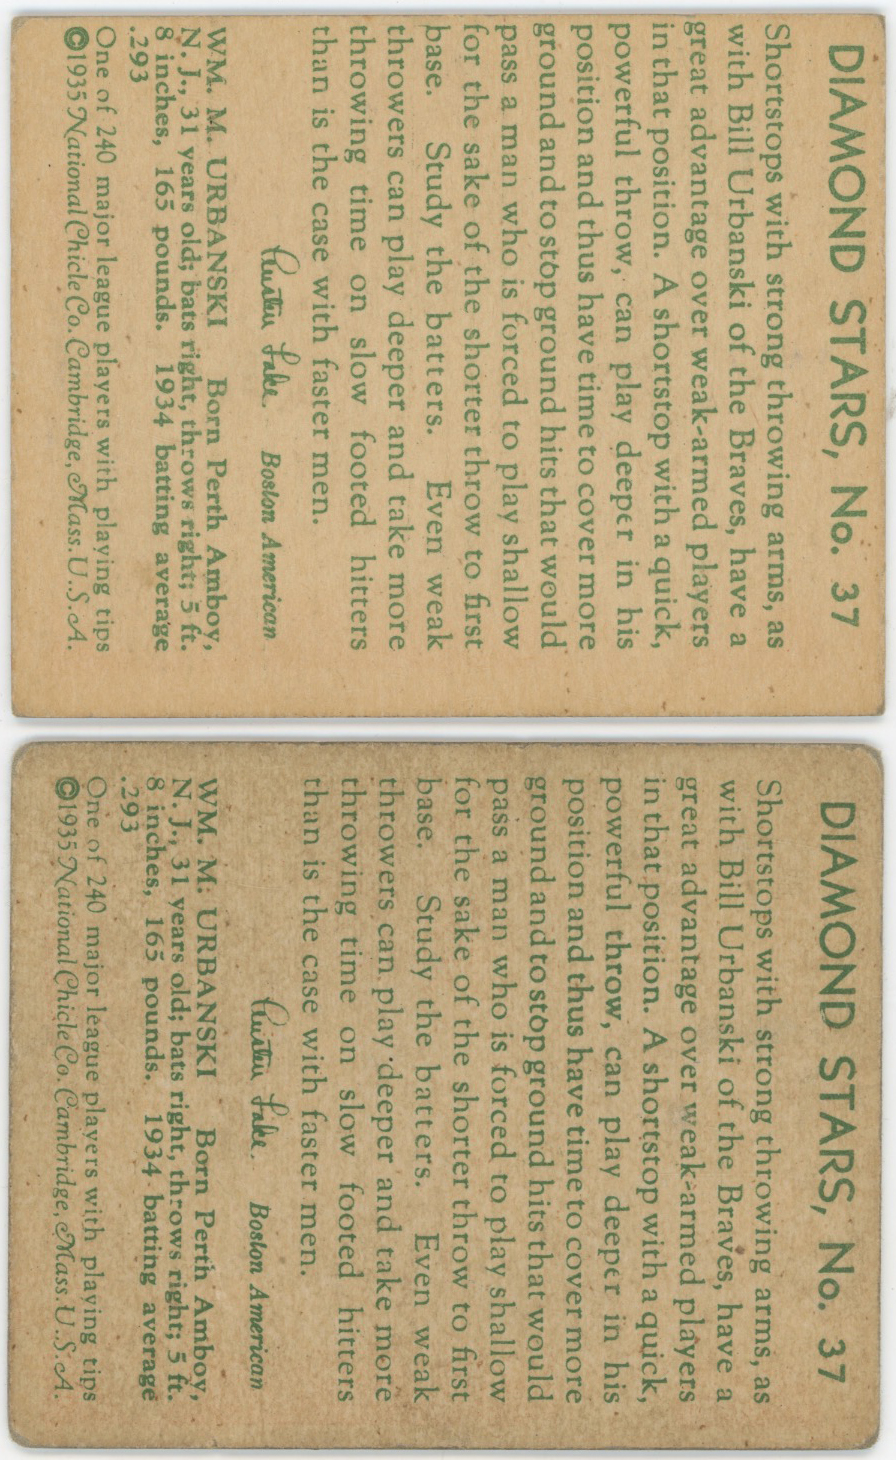 DIAMOND STARS, No. 37
Shortstops with strong throwing arms, as
with Bill Urbanski of the Braves, have a
great advantage over weak-armed players
in that position. A shortstop with a quick,
powerful throw, can play deeper in his
position and thus have time to cover more
ground and to stop ground hits that would
pass a man who is forced to play shallow
for the sake of the shorter throw to first
base. Study the batters. Even weak
throwers can play deeper and take more
throwing time on slow footed hitters
than is the case with faster men.
Austen Lake. Boston American
WM. M. URBANSKI Born Perth Amboy,
N. J., 31 years old; bats right, throws right; 5 ft.
8 inches, 165 pounds. 1934 batting average
.293
One of 240 major league players with playing tips
©1935 National Chicle Co. Cambridge, Mass. U.S.A.
DIAMOND STARS, No. 37
Shortstops with strong throwing arms, as
with Bill Urbanski of the Braves, have a
great advantage over weak-armed players
in that position. A shortstop with a quick,
powerful throw, can play deeper in his
position and thus have time to cover more
ground and to stop ground hits that would
pass a man who is forced to play shallow
for the sake of the shorter throw to first
base. Study the batters. Even weak
throwers can play deeper and take more
throwing time on slow footed hitters
than is the case with faster men.
Austen Lake. Boston American
WM. M. URBANSKI Born Perth Amboy,
N. J., 31 years old; bats right, throws right; 5 ft.
8 inches, 165 pounds. 1934 batting average
.293
One of 240 major league players with playing tips
©1935 National Chicle Co. Cambridge, Mass. U.S.A.